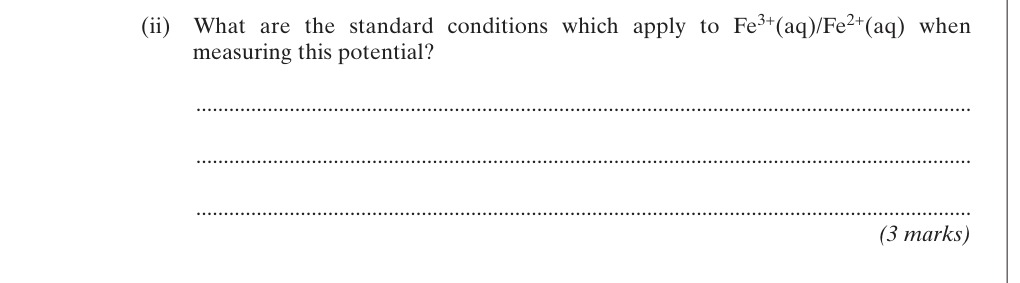 (ii) What are the standard conditions which apply to Fe³⁺(aq)/Fe²⁺(aq) when
measuring this potential?
................................................................................
................................................................................
................................................................................
(3 marks)